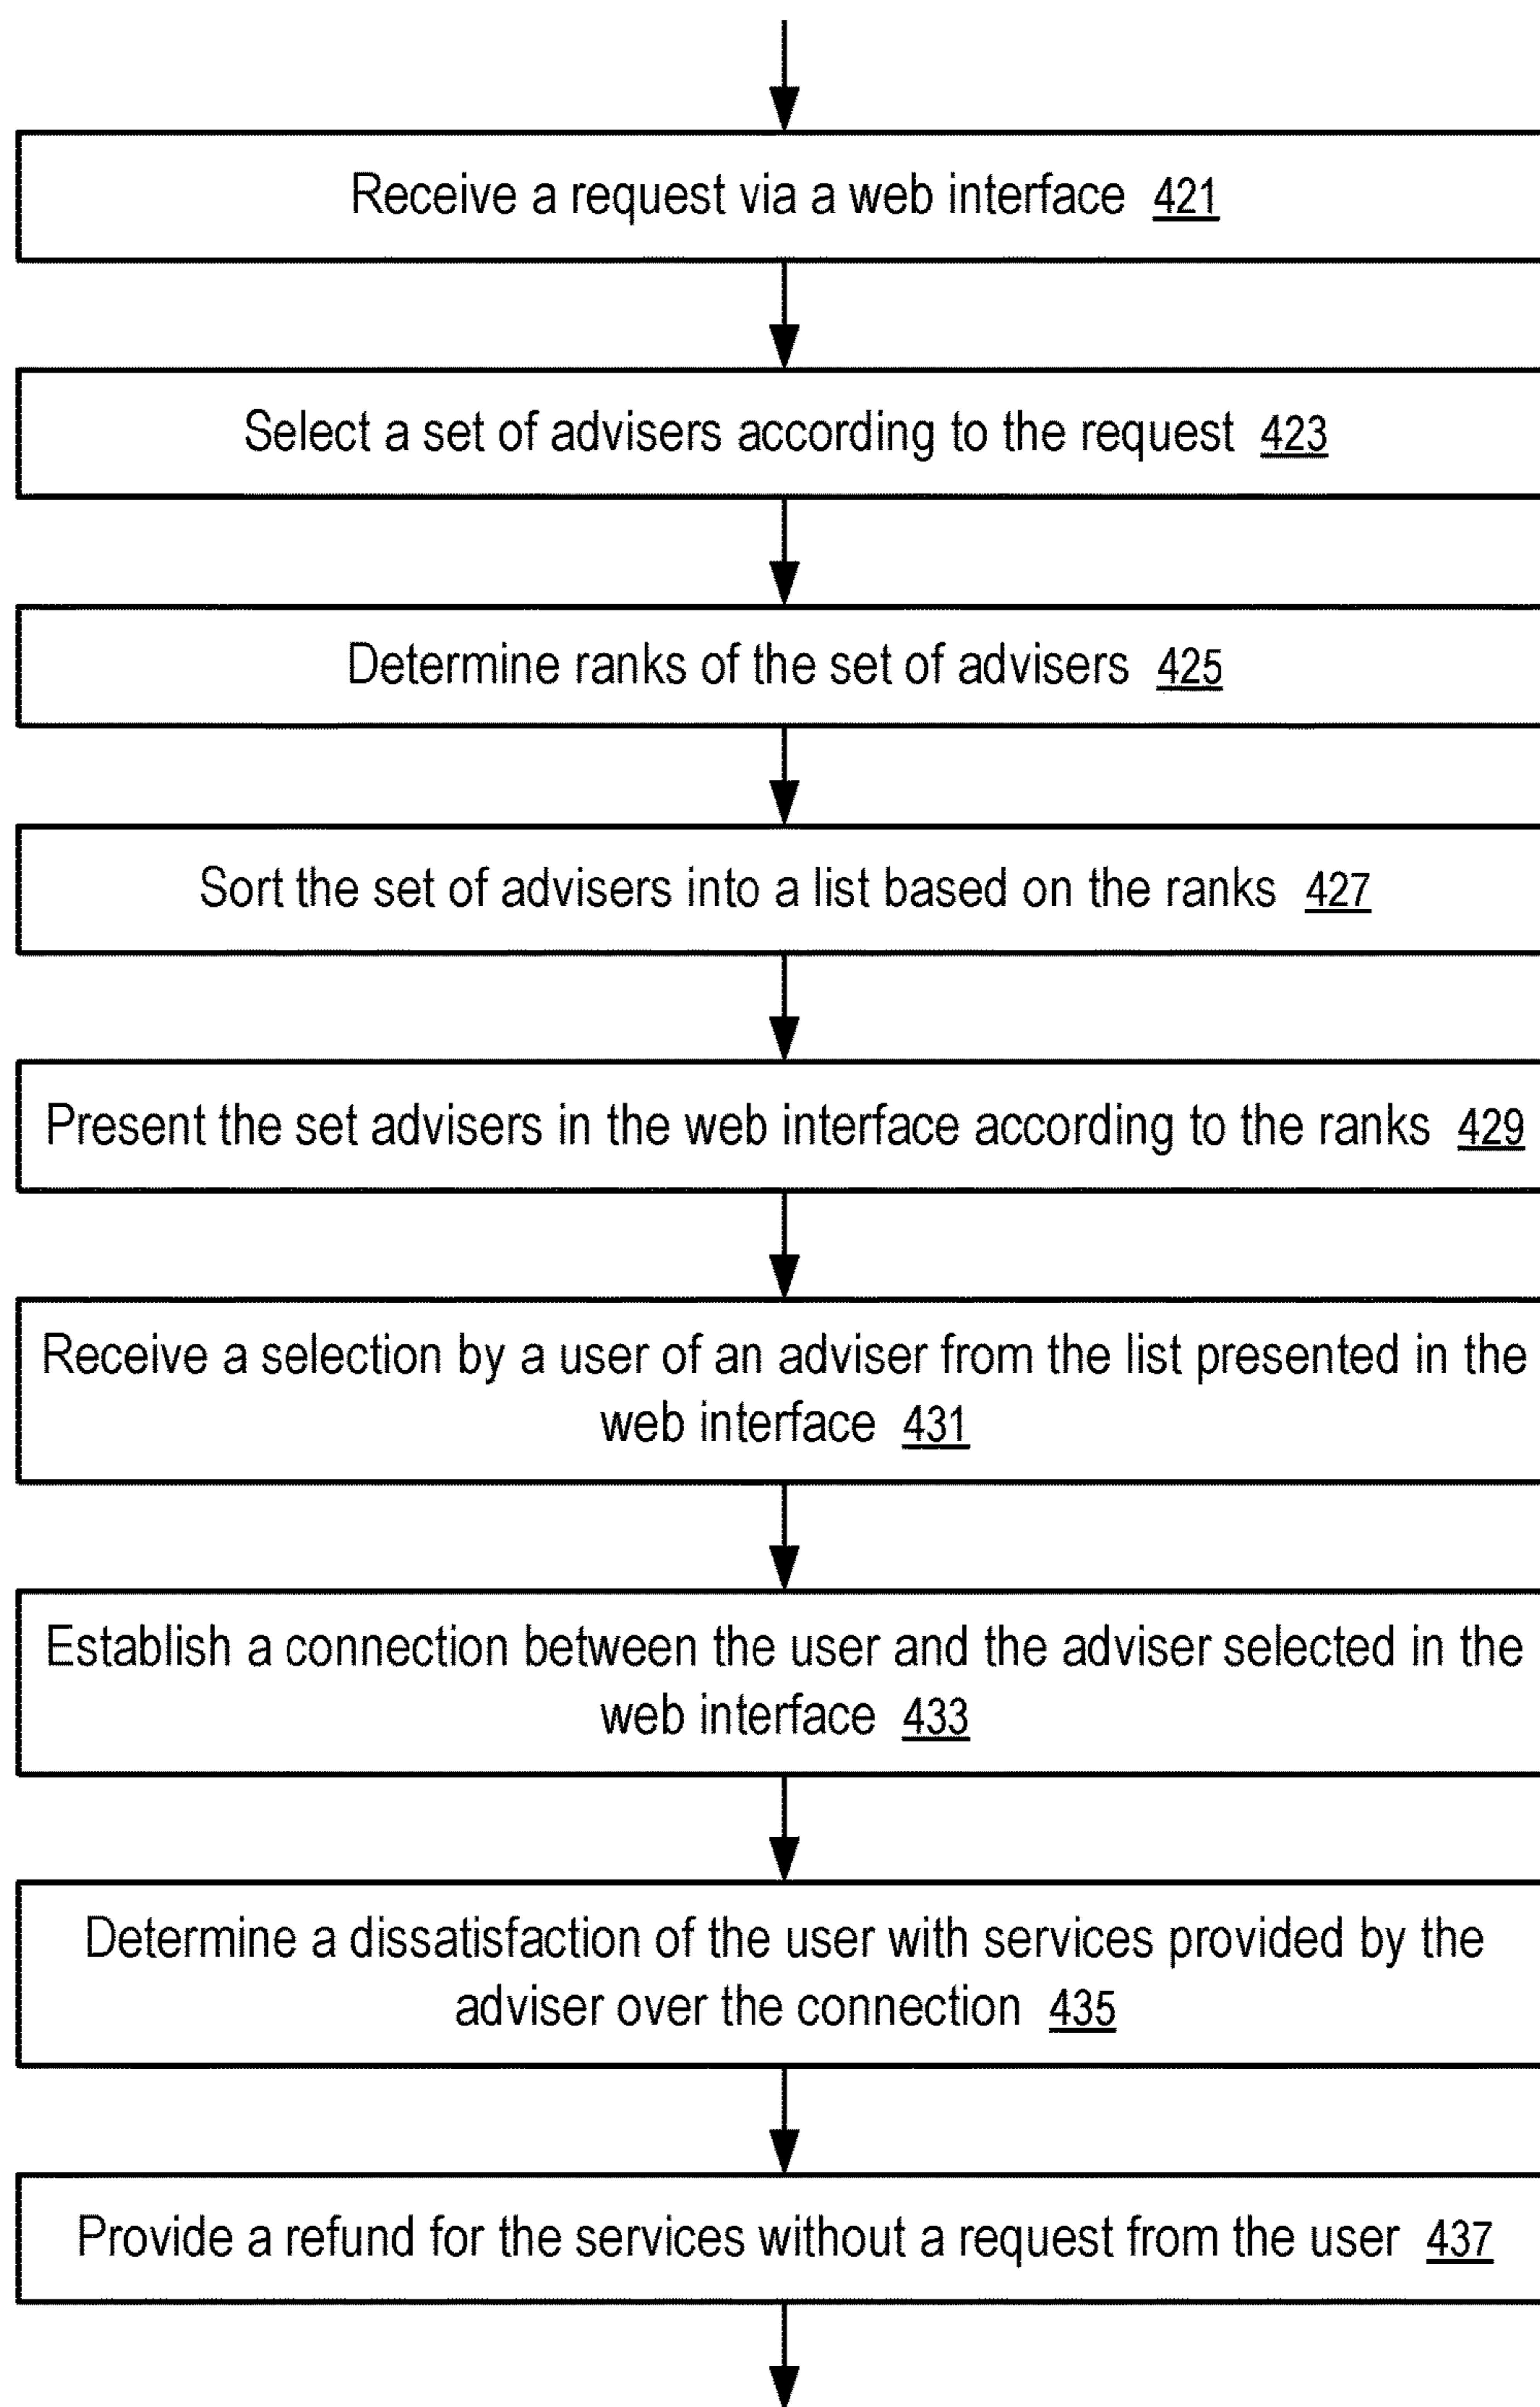 Receive a request via a web interface 421
Select a set of advisers according to the request 423
Determine ranks of the set of advisers 425
Sort the set of advisers into a list based on the ranks 427
Present the set advisers in the web interface according to the ranks 429
Receive a selection by a user of an adviser from the list presented in the
web interface 431
Establish a connection between the user and the adviser selected in the
web interface 433
Determine a dissatisfaction of the user with services provided by the
adviser over the connection 435
Provide a refund for the services without a request from the user 437